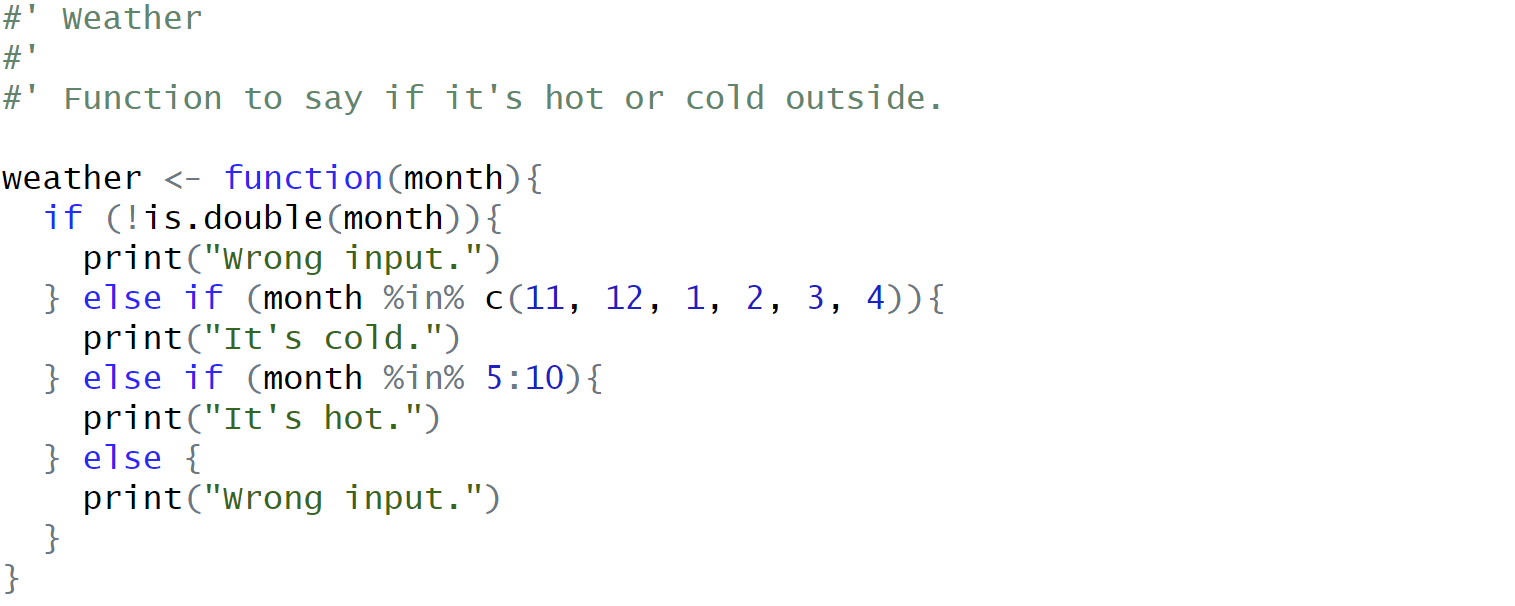 #' Weather
#'
#' Function to say if it's hot or cold outside.

weather <- function(month){
  if (!is.double(month)){
    print("Wrong input.")
  } else if (month %in% c(11, 12, 1, 2, 3, 4)){
    print("It's cold.")
  } else if (month %in% 5:10){
    print("It's hot.")
  } else {
    print("Wrong input.")
  }
}